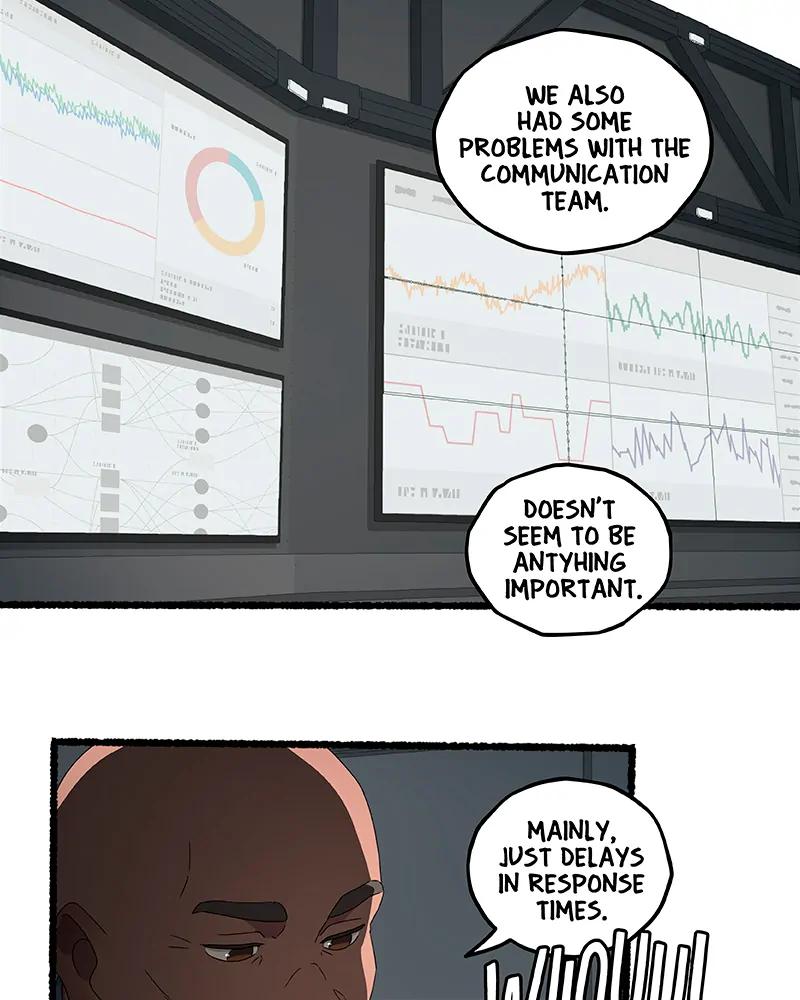 WE ALSO
HAD SOME
PROBLEMS WITH THE
COMMUNICATION
TEAM.
DOESN'T
SEEM TO BE
ANTYHING
IMPORTANT.
MAINLY,
JUST DELAYS
IN RESPONSE
TIMES.